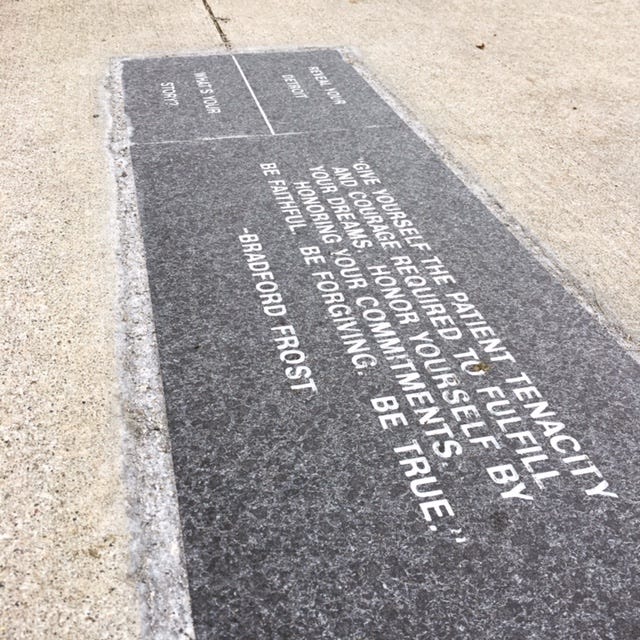 REVEAL YOUR
DETROIT
WHAT'S YOUR
STORY?
"GIVE YOURSELF THE PATIENT TENACITY
AND COURAGE REQUIRED TO FULFILL
YOUR DREAMS. HONOR YOURSELF BY
HONORING YOUR COMMITMENTS.
BE FAITHFUL. BE FORGIVING. BE TRUE."
-BRADFORD FROST